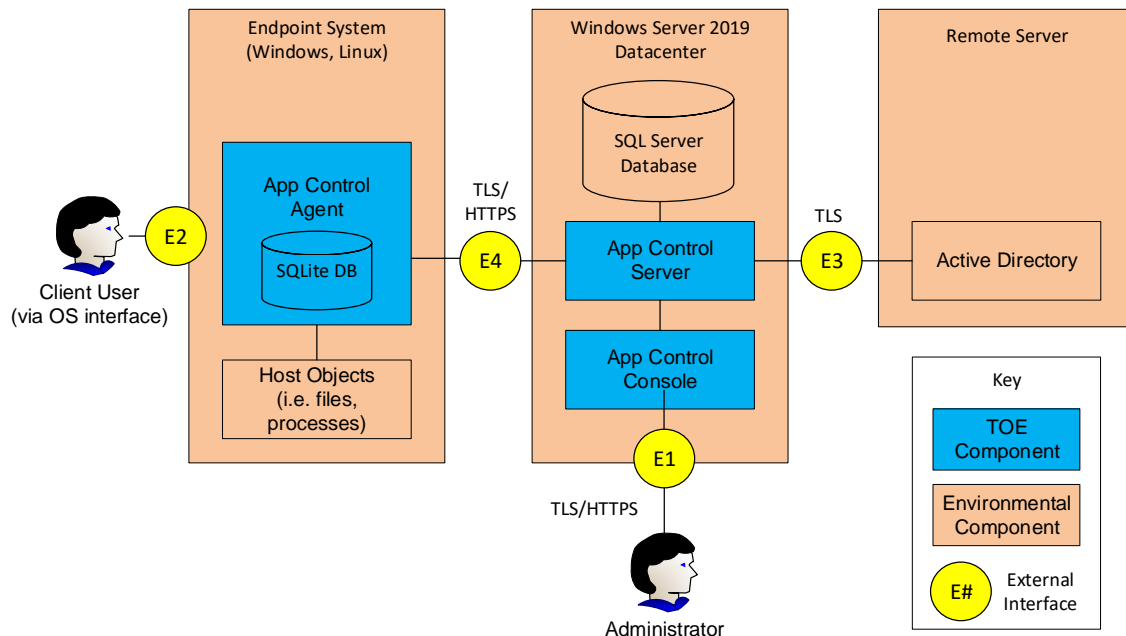 Endpoint System
(Windows, Linux)
App Control
Agent
SQLite DB
Host Objects
(i.e. files,
processes)
E2
Client User
(via OS interface)
TLS/
HTTPS
E4
Windows Server 2019
Datacenter
SQL Server
Database
App Control
Server
App Control
Console
E1
TLS/HTTPS
Administrator
TLS
E3
Remote Server
Active Directory
Key
TOE
Component
Environmental
Component
E#
External
Interface